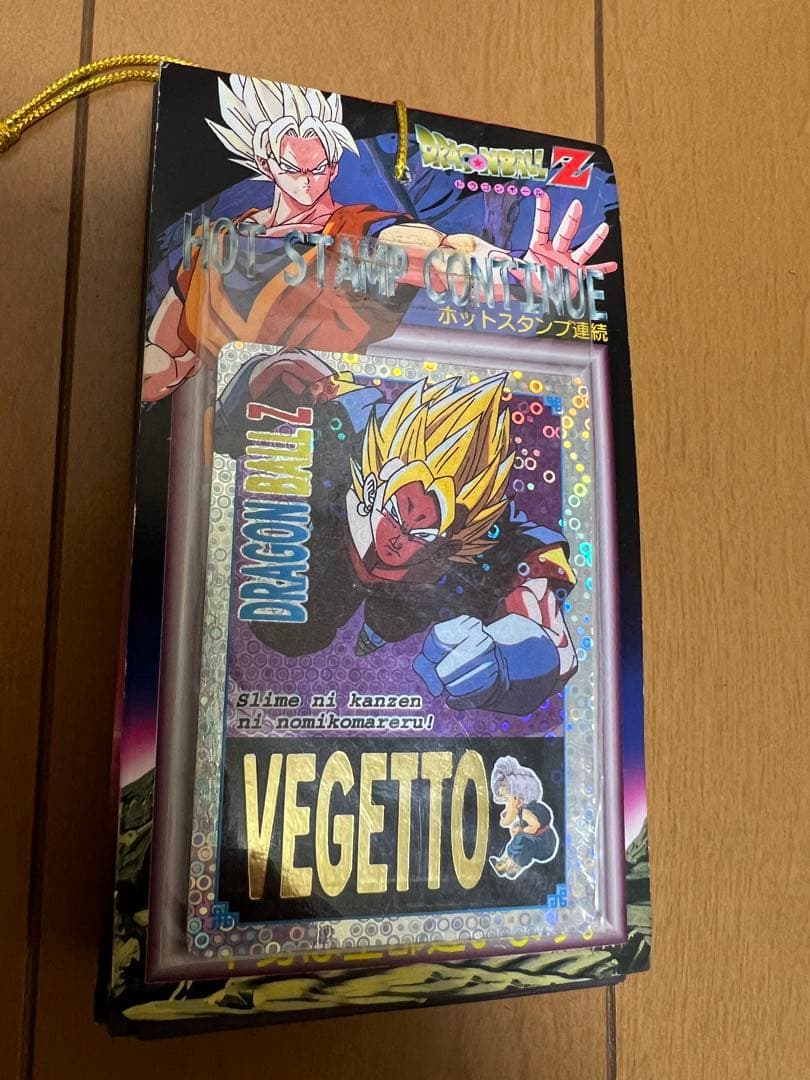 DRAGONBALL Z
ドラゴンボール
HOT STAMP CONTINUE
ホットスタンプ連続
DRAGON BALL Z
Slime ni kanzen
ni nomikomareru!
VEGETTO